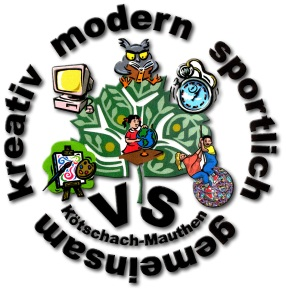 kreativ modern sportlich gemeinsam
VS
Kötschach-Mauthen